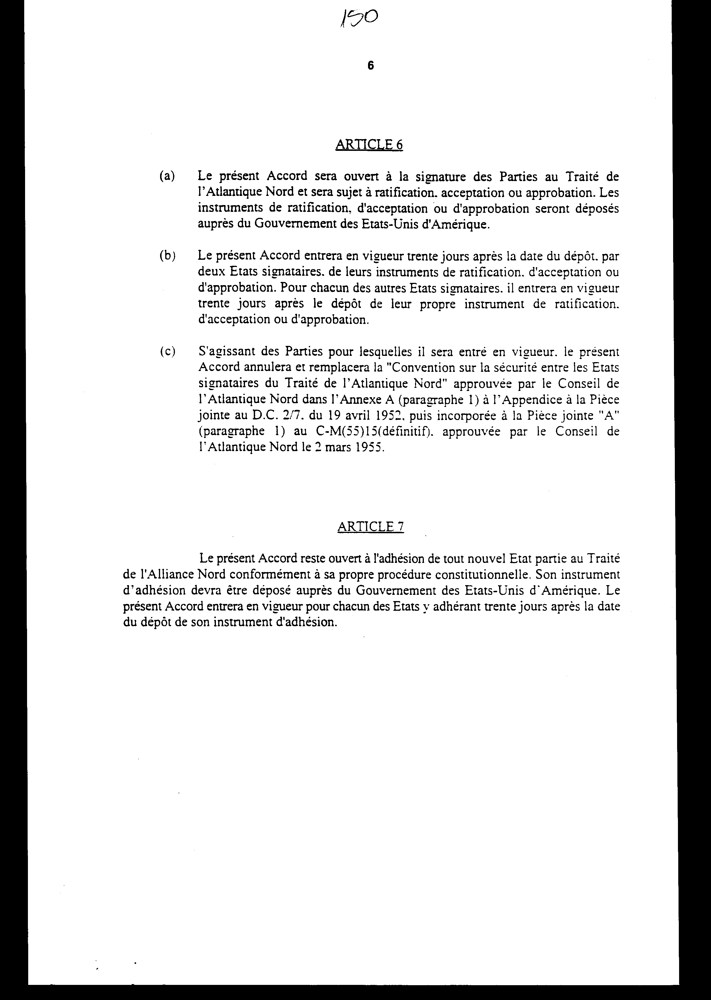 150
6
ARTICLE 6
(a) Le présent Accord sera ouvert à la signature des Parties au Traité de
l'Atlantique Nord et sera sujet à ratification, acceptation ou approbation. Les
instruments de ratification, d'acceptation ou d'approbation seront déposés
auprès du Gouvernement des Etats-Unis d'Amérique.
(b) Le présent Accord entrera en vigueur trente jours après la date du dépôt, par
deux Etats signataires, de leurs instruments de ratification, d'acceptation ou
d'approbation. Pour chacun des autres Etats signataires, il entrera en vigueur
trente jours après le dépôt de leur propre instrument de ratification,
d'acceptation ou d'approbation.
(c) S'agissant des Parties pour lesquelles il sera entré en vigueur, le présent
Accord annulera et remplacera la "Convention sur la sécurité entre les Etats
signataires du Traité de l'Atlantique Nord" approuvée par le Conseil de
l'Atlantique Nord dans l'Annexe A (paragraphe 1) à l'Appendice à la Pièce
jointe au D.C. 2/7, du 19 avril 1952, puis incorporée à la Pièce jointe "A"
(paragraphe 1) au C-M(55)15(définitif), approuvée par le Conseil de
l'Atlantique Nord le 2 mars 1955.
ARTICLE 7
Le présent Accord reste ouvert à l'adhésion de tout nouvel Etat partie au Traité
de l'Alliance Nord conformément à sa propre procédure constitutionnelle. Son instrument
d'adhésion devra être déposé auprès du Gouvernement des Etats-Unis d'Amérique. Le
présent Accord entrera en vigueur pour chacun des Etats y adhérant trente jours après la date
du dépôt de son instrument d'adhésion.